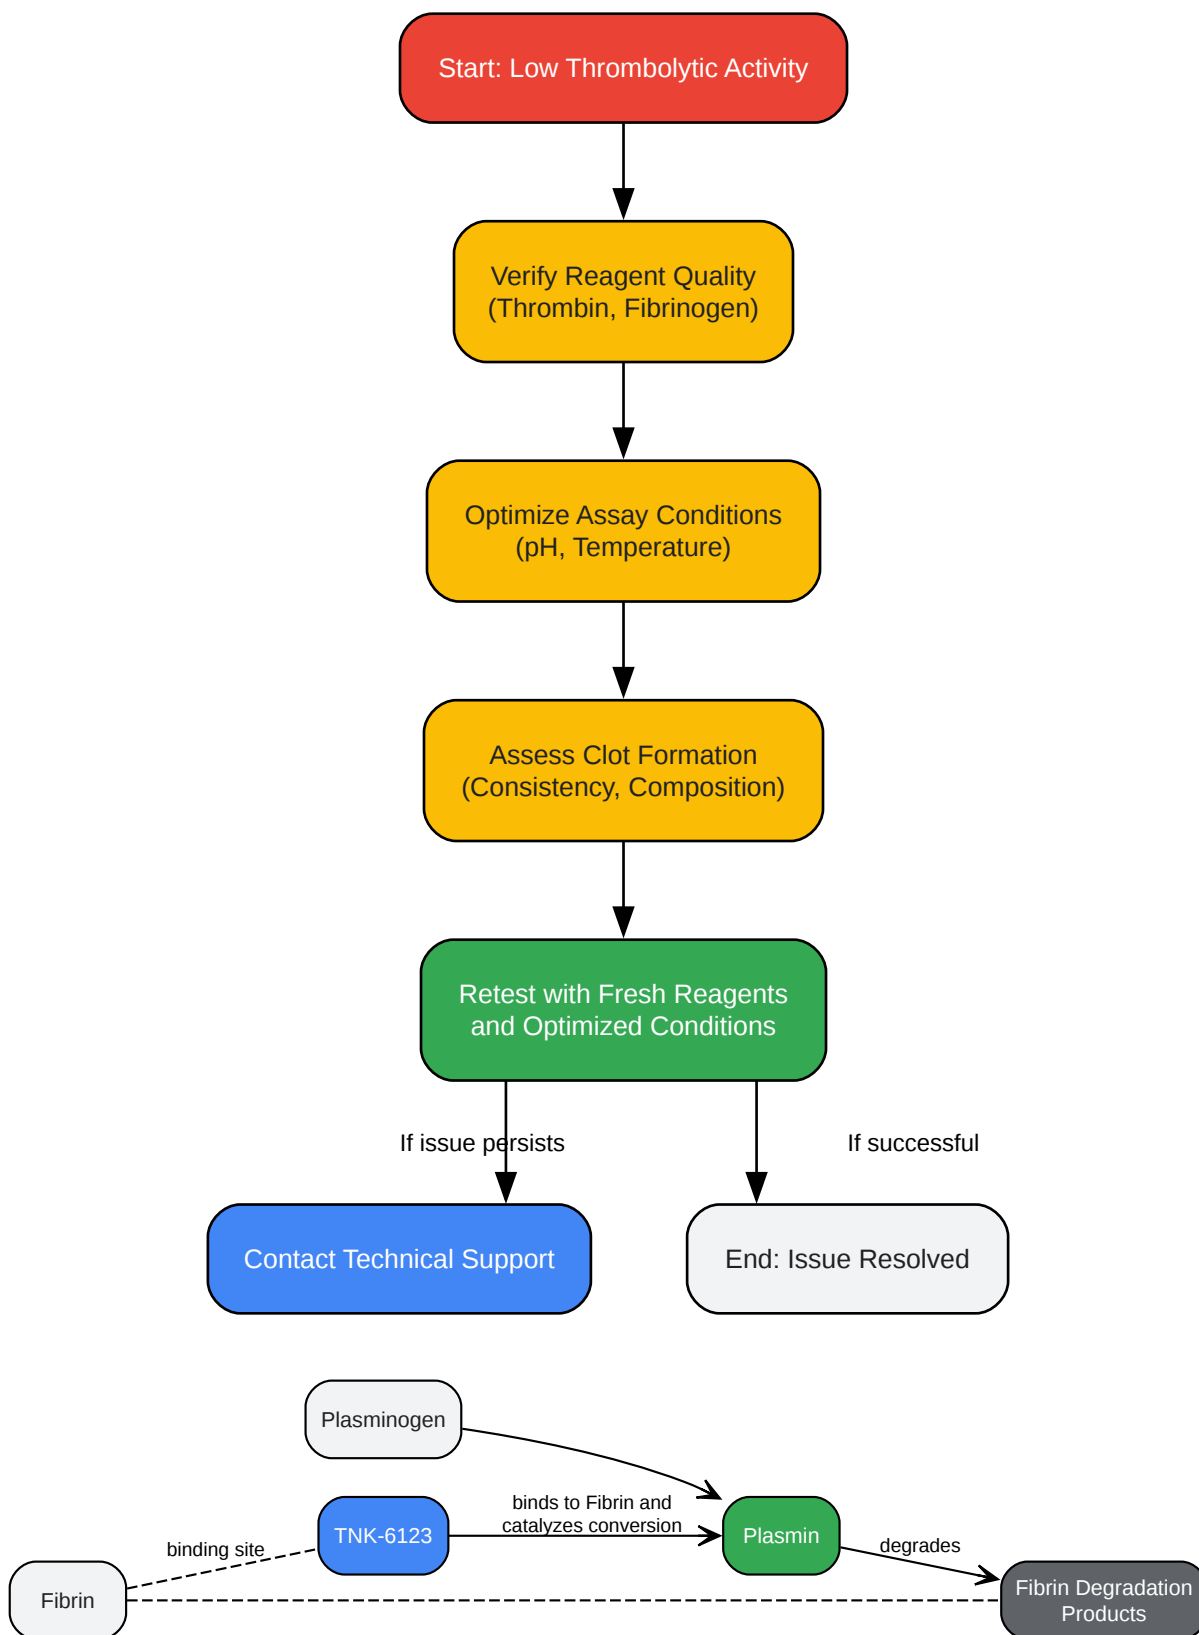 Start: Low Thrombolytic Activity
Verify Reagent Quality
(Thrombin, Fibrinogen)
Optimize Assay Conditions
(pH, Temperature)
Assess Clot Formation
(Consistency, Composition)
Retest with Fresh Reagents
and Optimized Conditions
If issue persists
If successful
Contact Technical Support
End: Issue Resolved
Plasminogen
binds to Fibrin and
catalyzes conversion
TNK-6123
Plasmin
binding site
degrades
Fibrin
Fibrin Degradation
Products